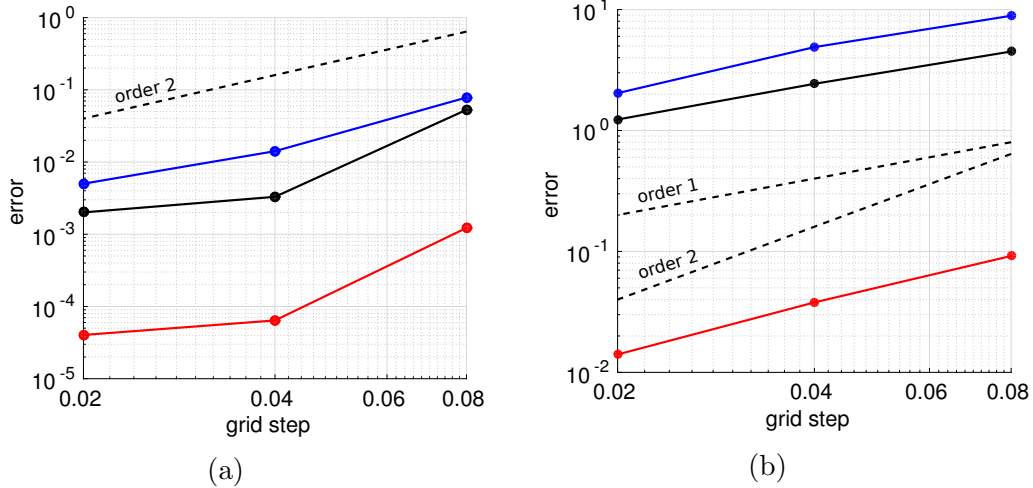 10^0
10^-1
10^-2
10^-3
10^-4
10^-5
error
order 2
0.02 0.04 0.06 0.08
grid step
(a)
10^1
10^0
10^-1
10^-2
error
order 1
order 2
0.02 0.04 0.06 0.08
grid step
(b)